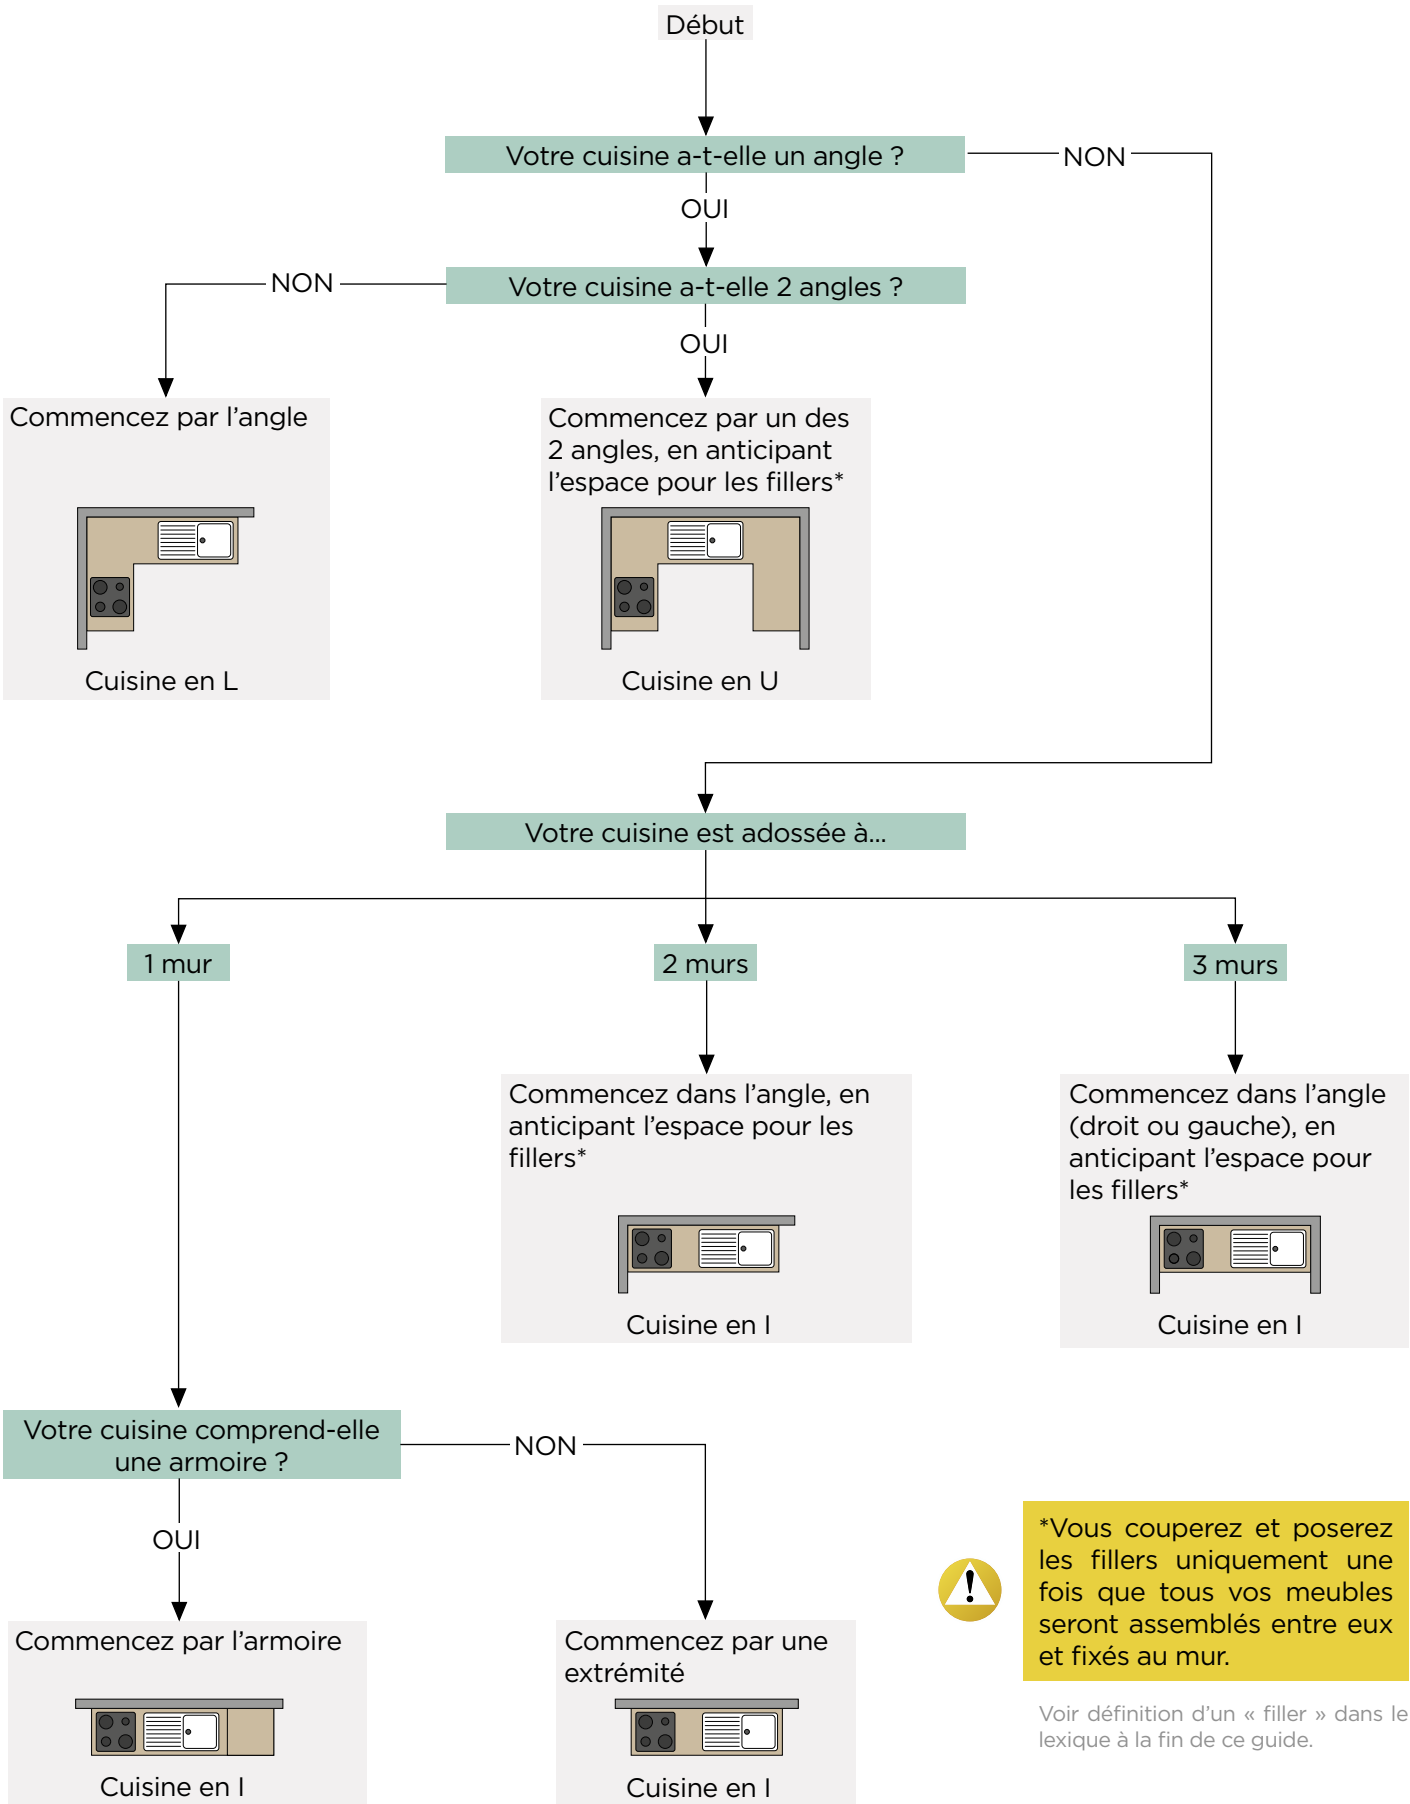 Début
Votre cuisine a-t-elle un angle ?
NON
OUI
Votre cuisine a-t-elle 2 angles ?
NON
OUI
Commencez par l’angle
Cuisine en L
Commencez par un des
2 angles, en anticipant
l’espace pour les fillers*
Cuisine en U
Votre cuisine est adossée à...
1 mur
2 murs
3 murs
Commencez dans l’angle, en
anticipant l’espace pour les
fillers*
Cuisine en I
Commencez dans l’angle
(droit ou gauche), en
anticipant l’espace pour
les fillers*
Cuisine en I
Votre cuisine comprend-elle
une armoire ?
NON
OUI
Commencez par l’armoire
Cuisine en I
Commencez par une
extrémité
Cuisine en I
*Vous couperez et poserez
les fillers uniquement une
fois que tous vos meubles
seront assemblés entre eux
et fixés au mur.
Voir définition d’un « filler » dans le
lexique à la fin de ce guide.